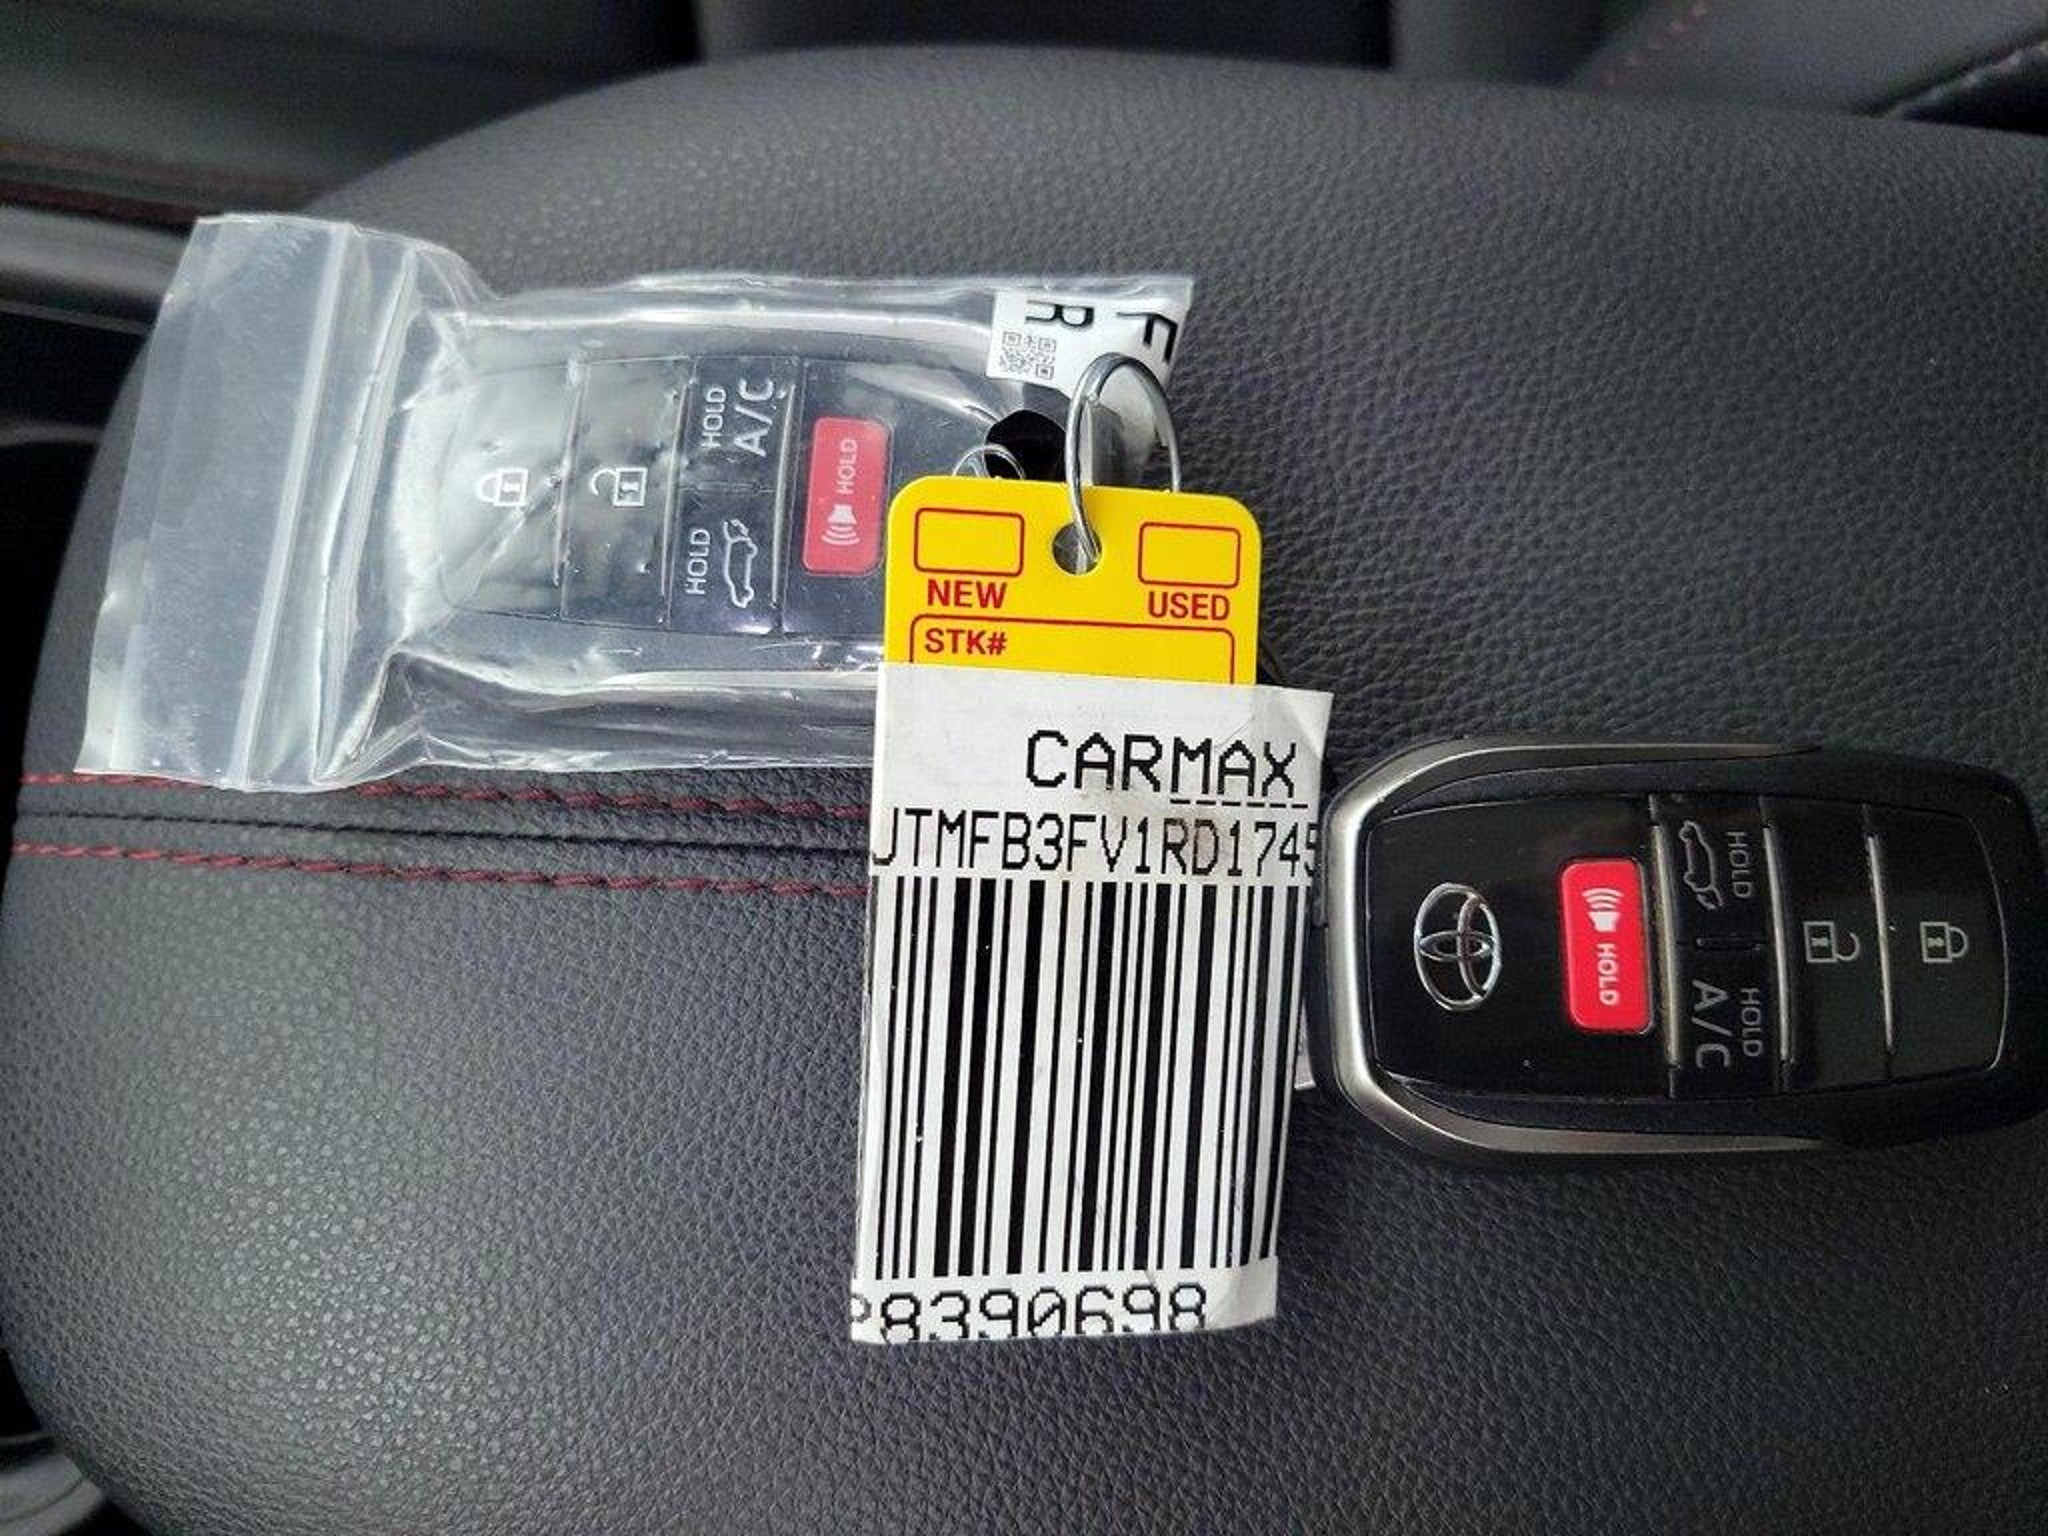 F
R
HOLD
A/C
HOLD
HOLD
NEW
USED
STK#
CARMAX
JTMFB3FV1RD1745
8390698
HOLD
HOLD
HOLD
A/C